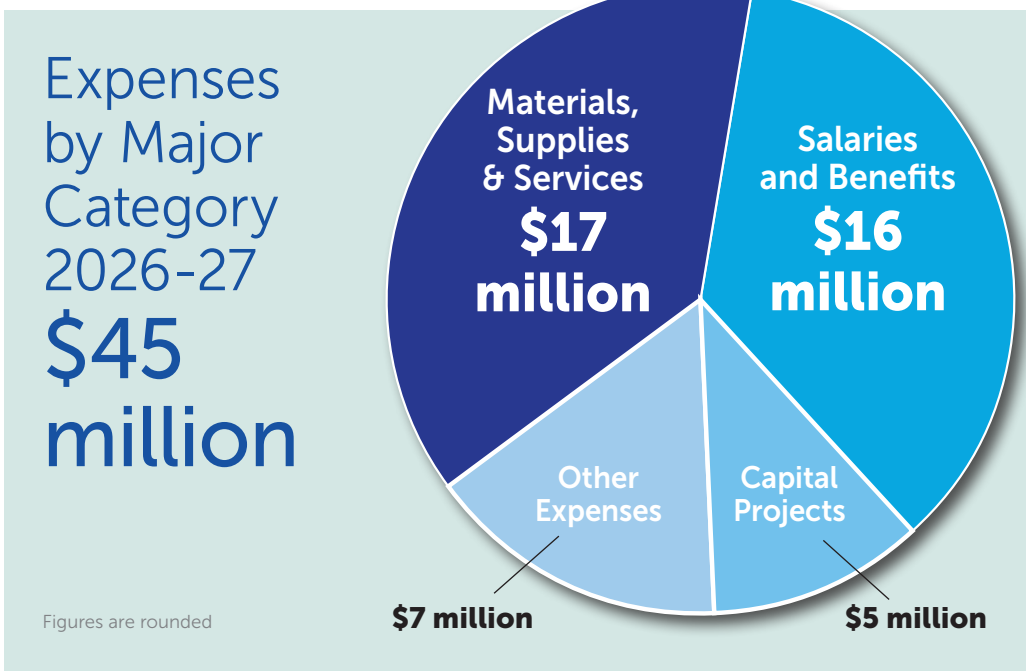 Expenses
by Major
Category
2026-27
$45
million
Materials,
Supplies
& Services
$17
million
Salaries
and Benefits
$16
million
Other
Expenses
Capital
Projects
$7 million
$5 million
Figures are rounded